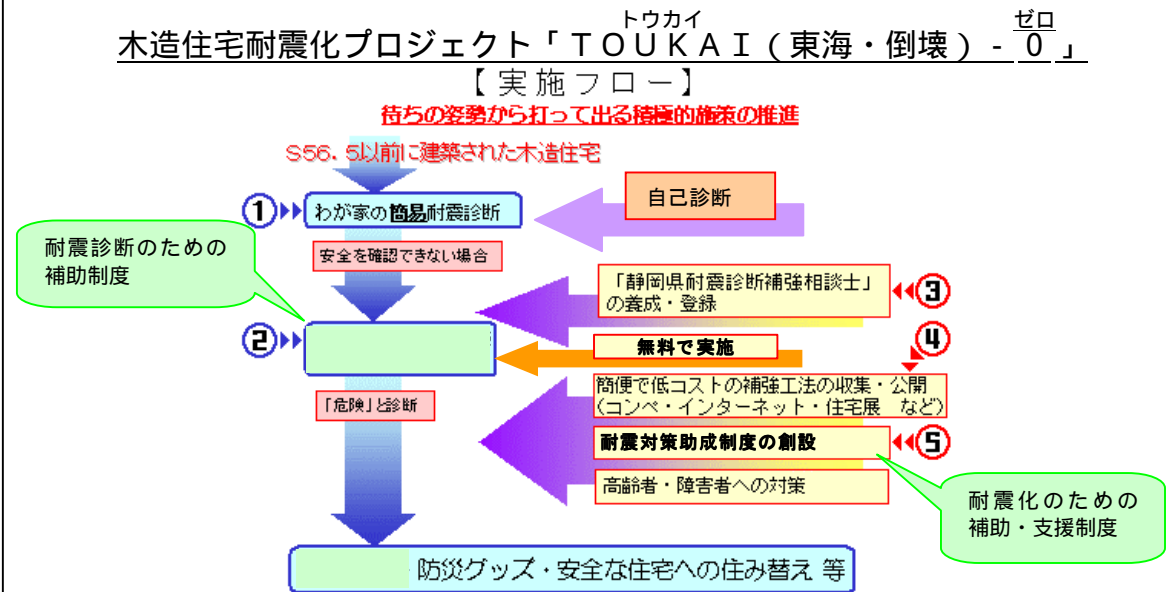 トウカイ ゼロ
木造住宅耐震化プロジェクト「ＴＯＵＫＡＩ（東海・倒壊）-０」
【実施フロー】
待ちの姿勢から打って出る積極的施策の推進
S56．5以前に建築された木造住宅
自己診断
① わが家の簡易耐震診断
耐震診断のための
補助制度
安全を確認できない場合
「静岡県耐震診断補強相談士」
の養成・登録
③
②
無料で実施
④
簡便で低コストの補強工法の収集・公開
(コンペ・インターネット・住宅展　など)
「危険」と診断
耐震対策助成制度の創設
⑤
高齢者・障害者への対策
耐震化のための
補助・支援制度
防災グッズ・安全な住宅への住み替え 等